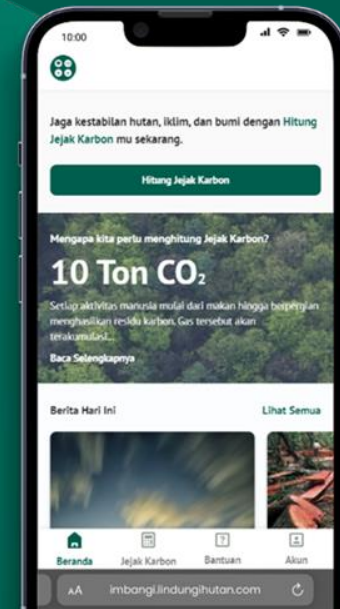 10:00
Jaga kestabilan hutan, iklim, dan bumi dengan Hitung
Jejak Karbon mu sekarang.
Hitung Jejak Karbon
Mengapa kita perlu menghitung Jejak Karbon?
10 Ton CO₂
Setiap aktivitas manusia mulai dari makan hingga berpergian
menghasilkan residu karbon. Gas tersebut akan
terakumulasi...
Baca Selengkapnya
Berita Hari Ini
Lihat Semua
Beranda
Jejak Karbon
Bantuan
Akun
AA
imbangi.lindungihutan.com